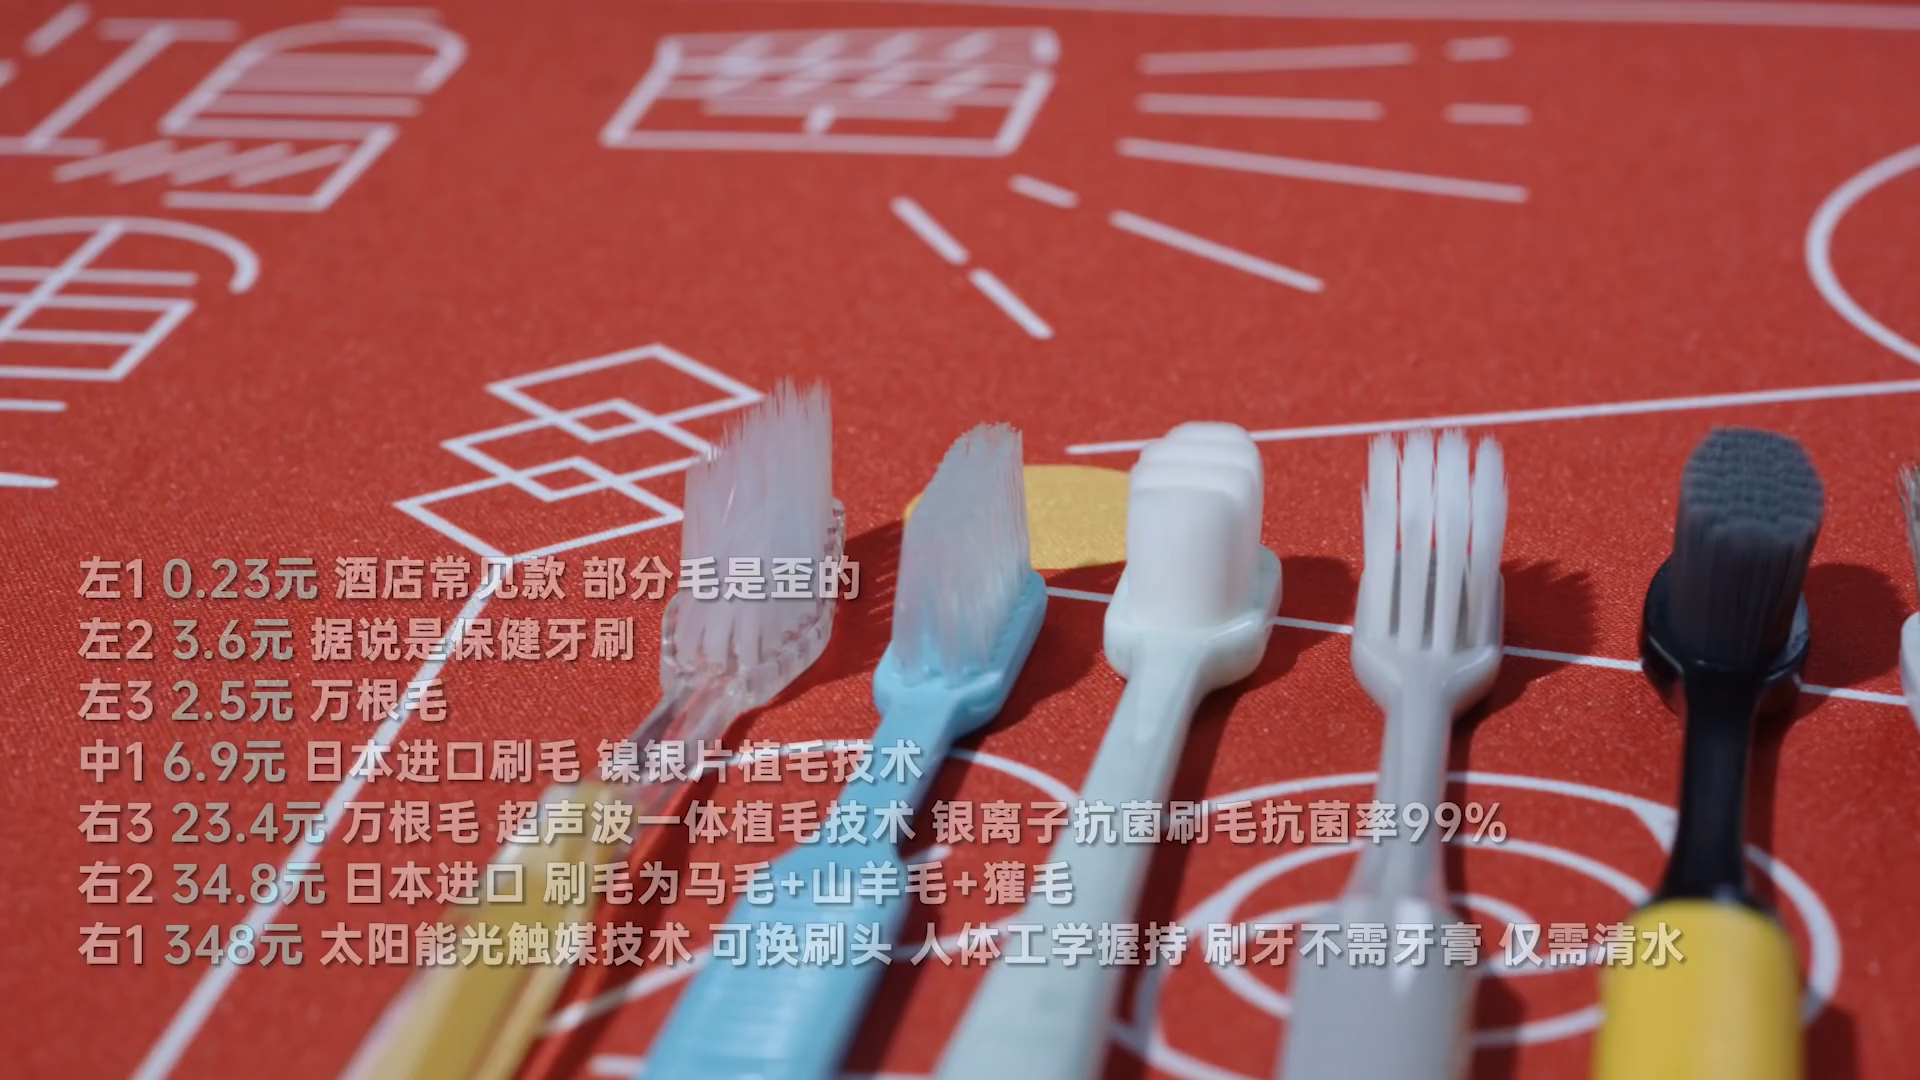 左1 0.23元 酒店常见款 部分毛是歪的
左2 3.6元 据说是保健牙刷
左3 2.5元 万根毛
中1 6.9元 日本进口刷毛 镍银片植毛技术
右3 23.4元 万根毛 超声波一体植毛技术 银离子抗菌刷毛抗菌率99%
右2 34.8元 日本进口 刷毛为马毛+山羊毛+獾毛
右1 348元 太阳能光触媒技术 可换刷头 人体工学握持 刷牙不需牙膏 仅需清水